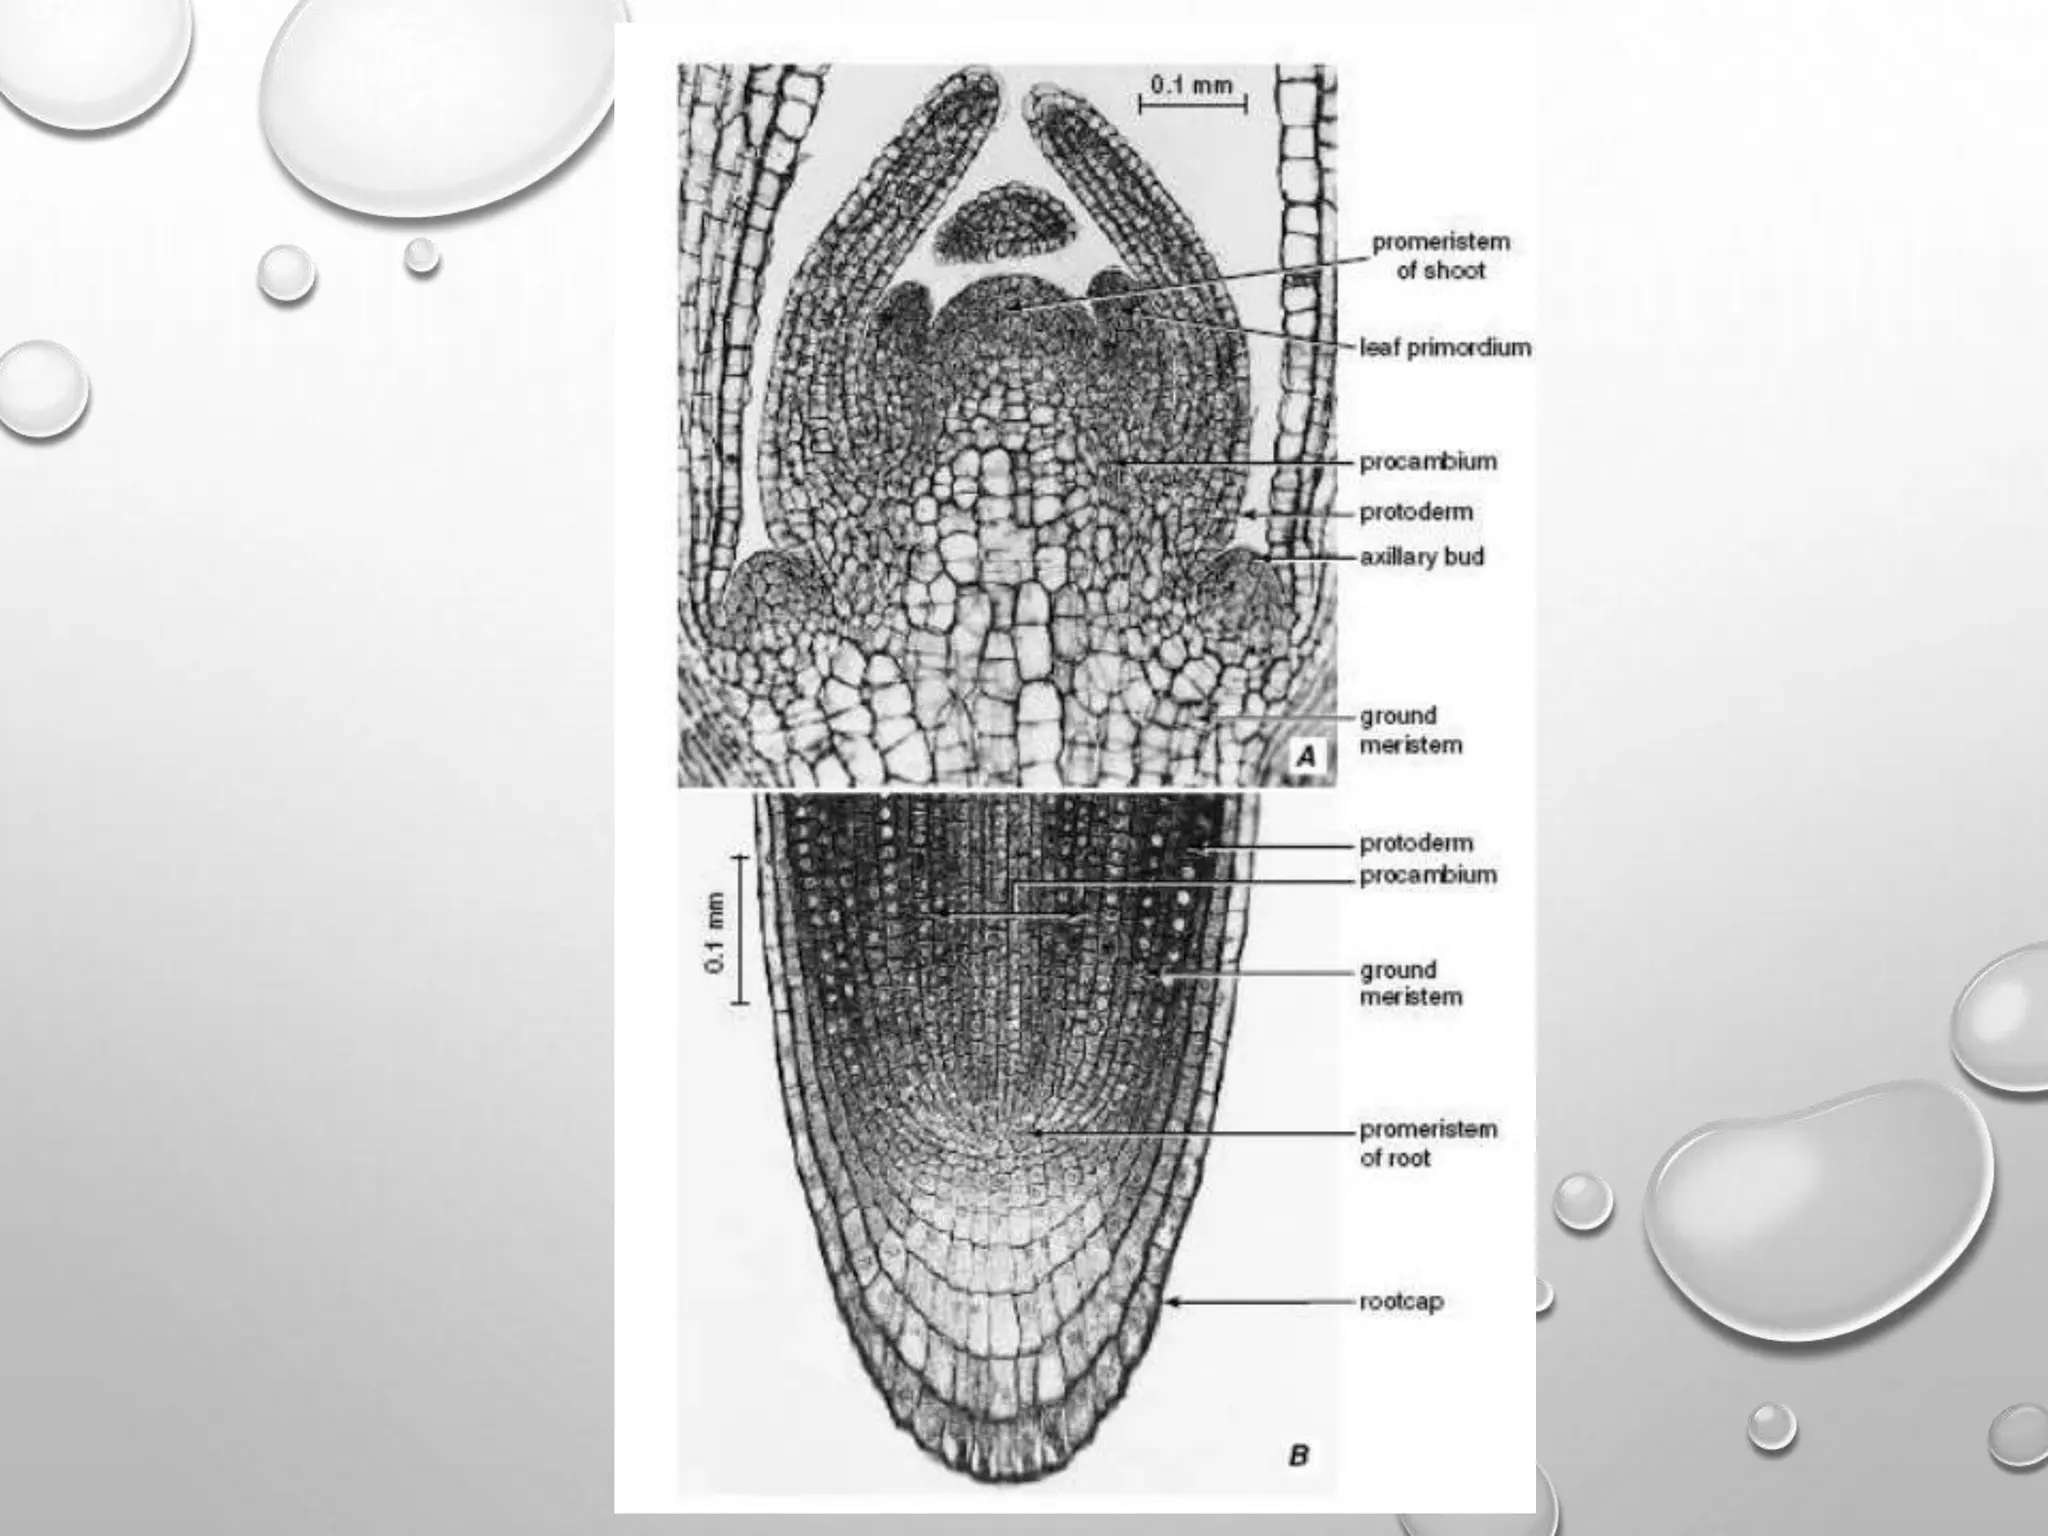 0.1 mm
promeristem
of shoot
leaf primordium
procambium
protoderm
axillary bud
ground
meristem
A
protoderm
procambium
0.1 mm
ground
meristem
promeristem
of root
rootcap
B